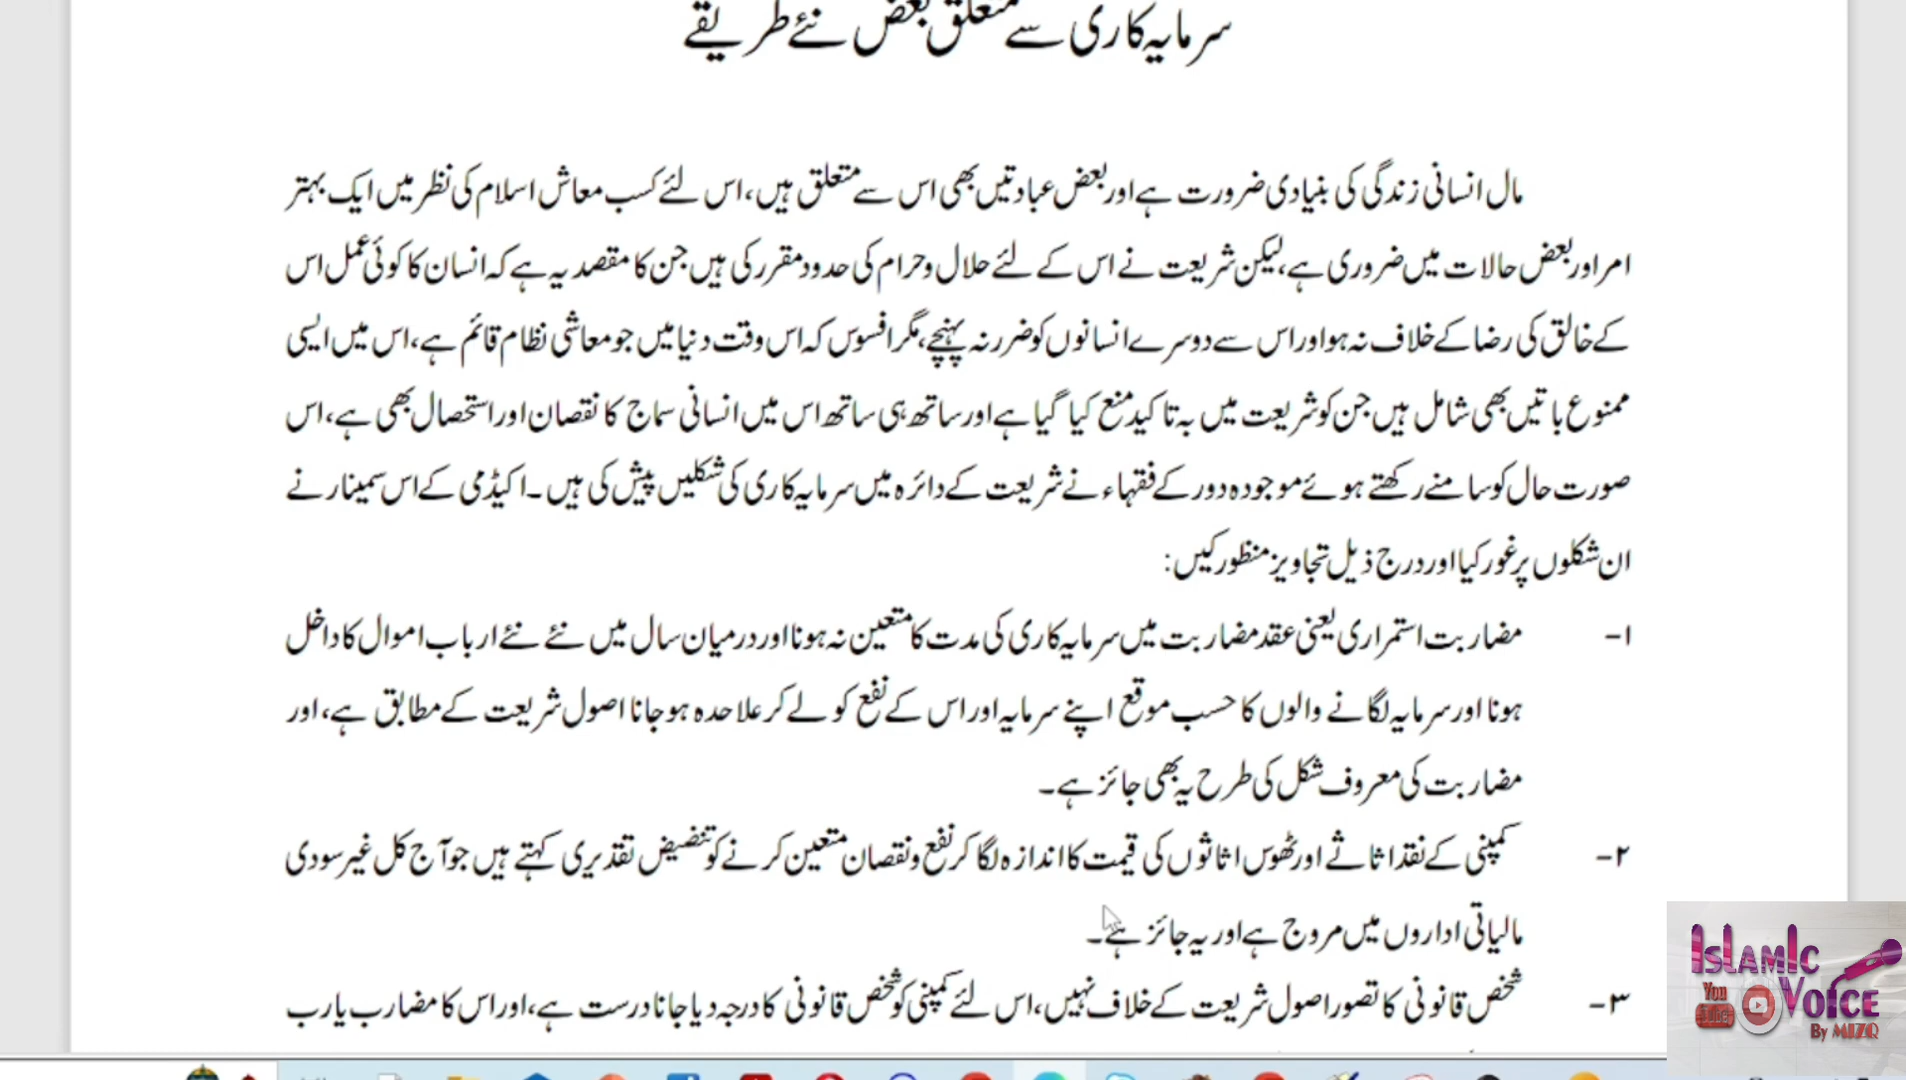 سرمایہ کاری سے متعلق بعض نئے طریقے
مال انسانی زندگی کی بنیادی ضرورت ہے اور بعض عبادتیں بھی اس سے متعلق ہیں، اس لئے کسب معاش اسلام کی نظر میں ایک بہتر
امر اور بعض حالات میں ضروری ہے، لیکن شریعت نے اس کے لئے حلال و حرام کی حدود مقرر کی ہیں جن کا مقصد یہ ہے کہ انسان کا کوئی عمل اس
کے خالق کی رضا کے خلاف نہ ہو اور اس سے دوسرے انسانوں کو ضرر نہ پہنچے، مگر افسوس کہ اس وقت دنیا میں جو معاشی نظام قائم ہے، اس میں ایسی
ممنوع باتیں بھی شامل ہیں جن کو شریعت میں بہ تاکید منع کیا گیا ہے اور ساتھ ہی ساتھ اس میں انسانی سماج کا نقصان اور استحصال بھی ہے، اس
صورت حال کو سامنے رکھتے ہوئے موجودہ دور کے فقہاء نے شریعت کے دائرہ میں سرمایہ کاری کی شکلیں پیش کی ہیں۔ اکیڈمی کے اس سمینار نے
ان شکلوں پر غور کیا اور درج ذیل تجاویز منظور کیں:
۱- مضاربت استمراری یعنی عقد مضاربت میں سرمایہ کاری کی مدت کا متعین نہ ہونا اور درمیان سال میں نئے نئے ارباب اموال کا داخل
ہونا اور سرمایہ لگانے والوں کا حسب موقع اپنے سرمایہ اور اس کے نفع کو لے کر علاحدہ ہو جانا اصول شریعت کے مطابق ہے، اور
مضاربت کی معروف شکل کی طرح یہ بھی جائز ہے۔
۲- کمپنی کے نقد اثاثے اور ٹھوس اثاثوں کی قیمت کا اندازہ لگا کر نفع و نقصان متعین کرنے کو تنضیض تقدیری کہتے ہیں جو آج کل غیر سودی
مالیاتی اداروں میں مروج ہے اور یہ جائز ہے۔
۳- شخص قانونی کا تصور اصول شریعت کے خلاف نہیں، اس لئے کمپنی کو شخص قانونی کا درجہ دیا جانا درست ہے، اور اس کا مضارب یا رب
IsLAMIc
You
Tube
VOICE
By MIZR